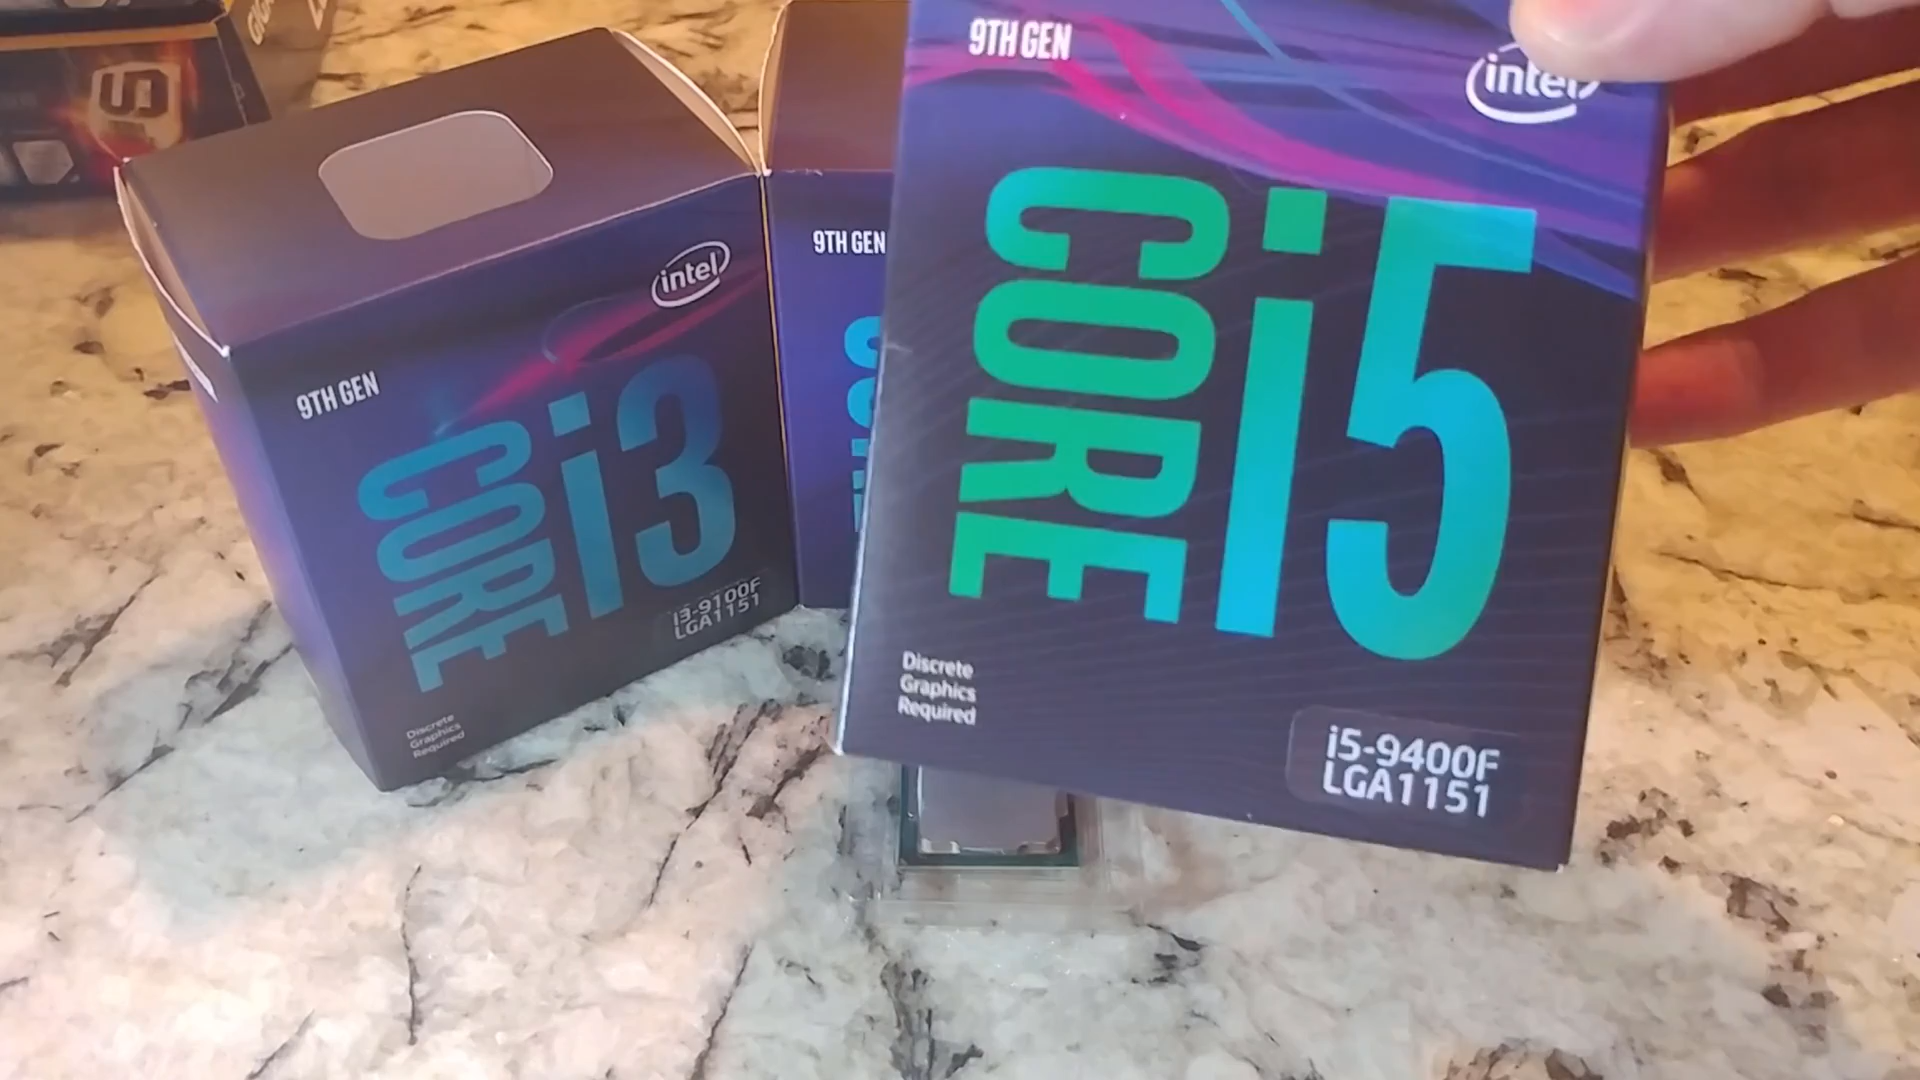 9TH GEN
intel
CORE i3
i3-9100F
LGA1151
Discrete
Graphics
Required
9TH GEN
9TH GEN
intel
CORE i5
Discrete
Graphics
Required
i5-9400F
LGA1151